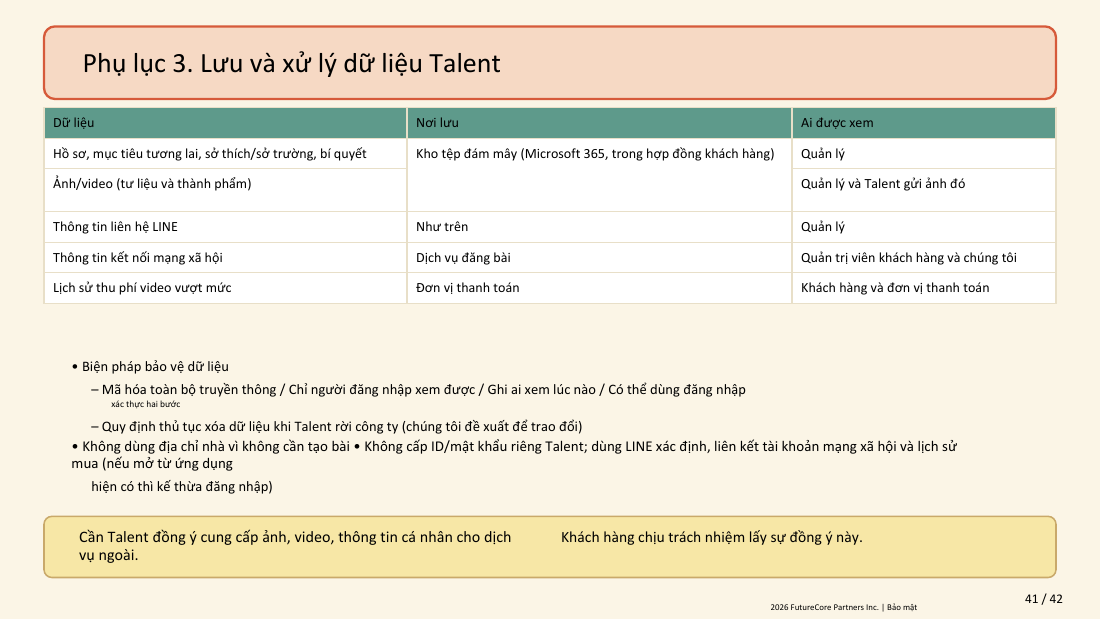 Phụ lục 3. Lưu và xử lý dữ liệu Talent
Dữ liệu Nơi lưu Ai được xem
Hồ sơ, mục tiêu tương lai, sở thích/sở trường, bí quyết Kho tệp đám mây (Microsoft 365, trong hợp đồng khách hàng) Quản lý
Ảnh/video (tư liệu và thành phẩm) Quản lý và Talent gửi ảnh đó
Thông tin liên hệ LINE Như trên Quản lý
Thông tin kết nối mạng xã hội Dịch vụ đăng bài Quản trị viên khách hàng và chúng tôi
Lịch sử thu phí video vượt mức Đơn vị thanh toán Khách hàng và đơn vị thanh toán
• Biện pháp bảo vệ dữ liệu
– Mã hóa toàn bộ truyền thông / Chỉ người đăng nhập xem được / Ghi ai xem lúc nào / Có thể dùng đăng nhập
xác thực hai bước
– Quy định thủ tục xóa dữ liệu khi Talent rời công ty (chúng tôi đề xuất để trao đổi)
• Không dùng địa chỉ nhà vì không cần tạo bài • Không cấp ID/mật khẩu riêng Talent; dùng LINE xác định, liên kết tài khoản mạng xã hội và lịch sử
mua (nếu mở từ ứng dụng
hiện có thì kế thừa đăng nhập)
Cần Talent đồng ý cung cấp ảnh, video, thông tin cá nhân cho dịch
vụ ngoài.
Khách hàng chịu trách nhiệm lấy sự đồng ý này.
2026 FutureCore Partners Inc. | Bảo mật
41 / 42